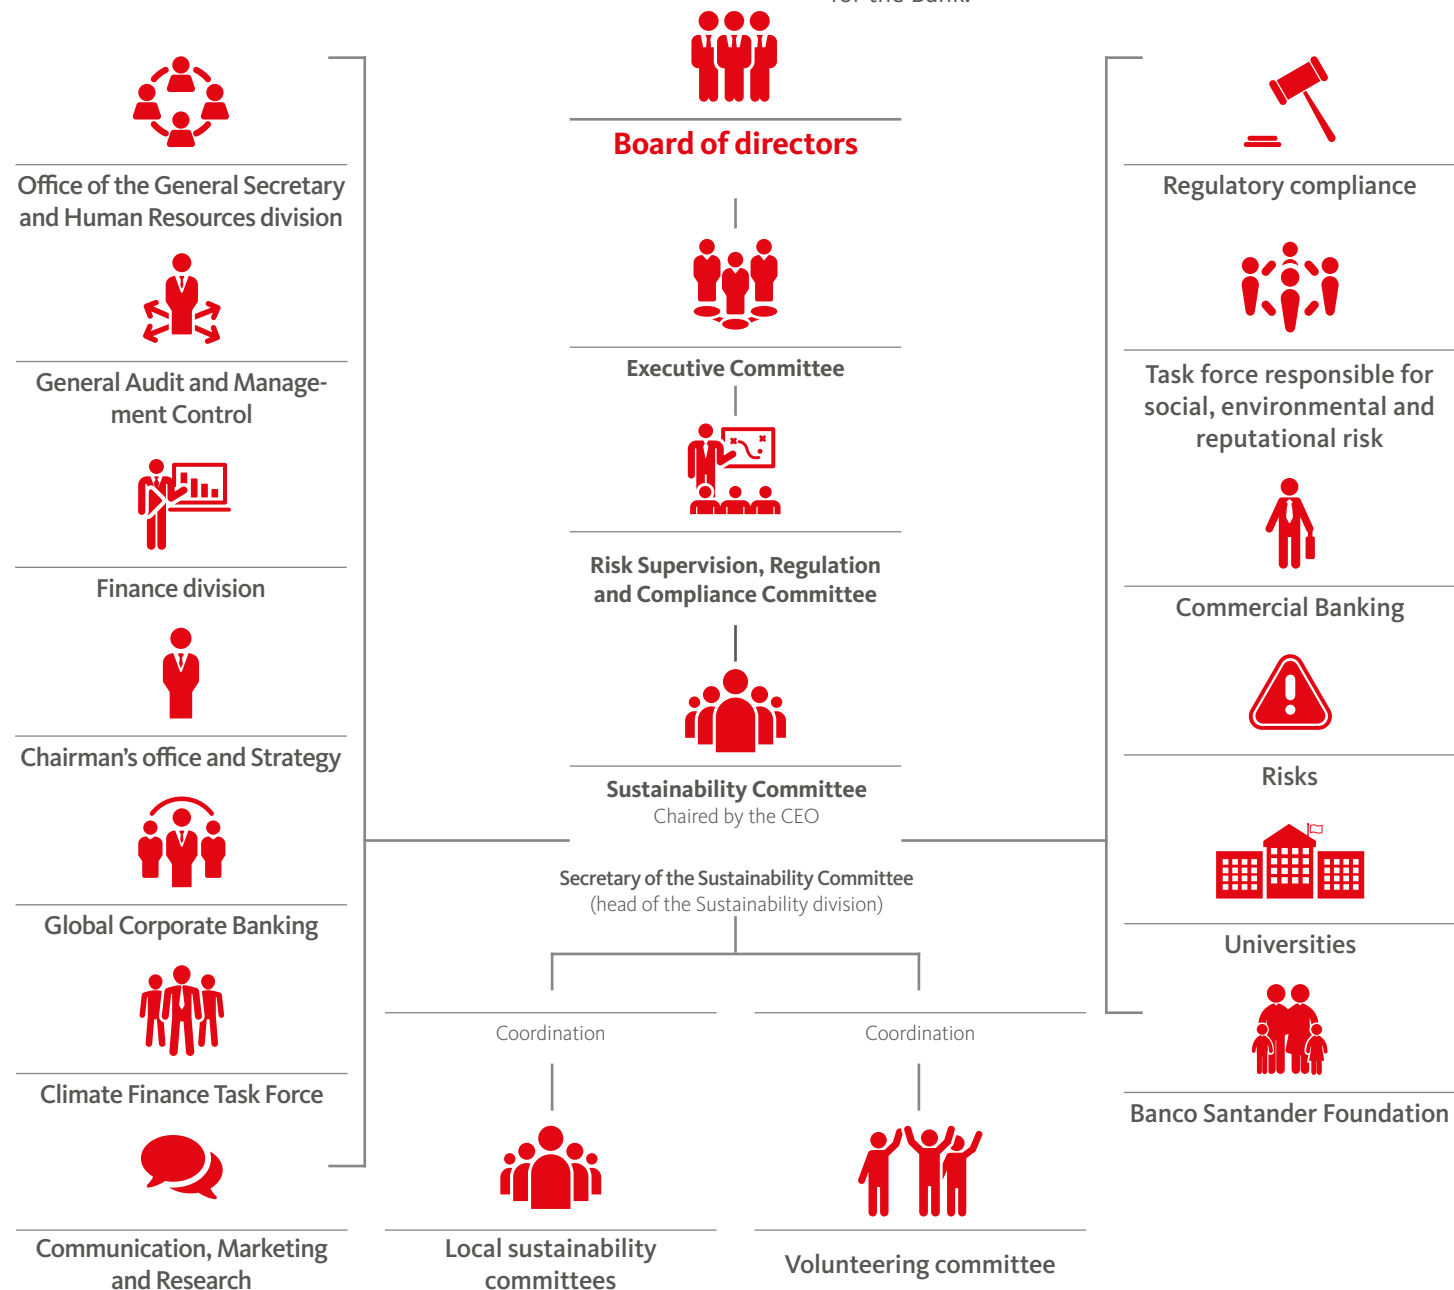 for the Bank.
Board of directors
Executive Committee
Risk Supervision, Regulation
and Compliance Committee
Sustainability Committee
Chaired by the CEO
Secretary of the Sustainability Committee
(head of the Sustainability division)
Coordination
Coordination
Local sustainability
committees
Volunteering committee
Office of the General Secretary
and Human Resources division
General Audit and Manage-
ment Control
Finance division
Chairman's office and Strategy
Global Corporate Banking
Climate Finance Task Force
Communication, Marketing
and Research
Regulatory compliance
Task force responsible for
social, environmental and
reputational risk
Commercial Banking
Risks
Universities
Banco Santander Foundation